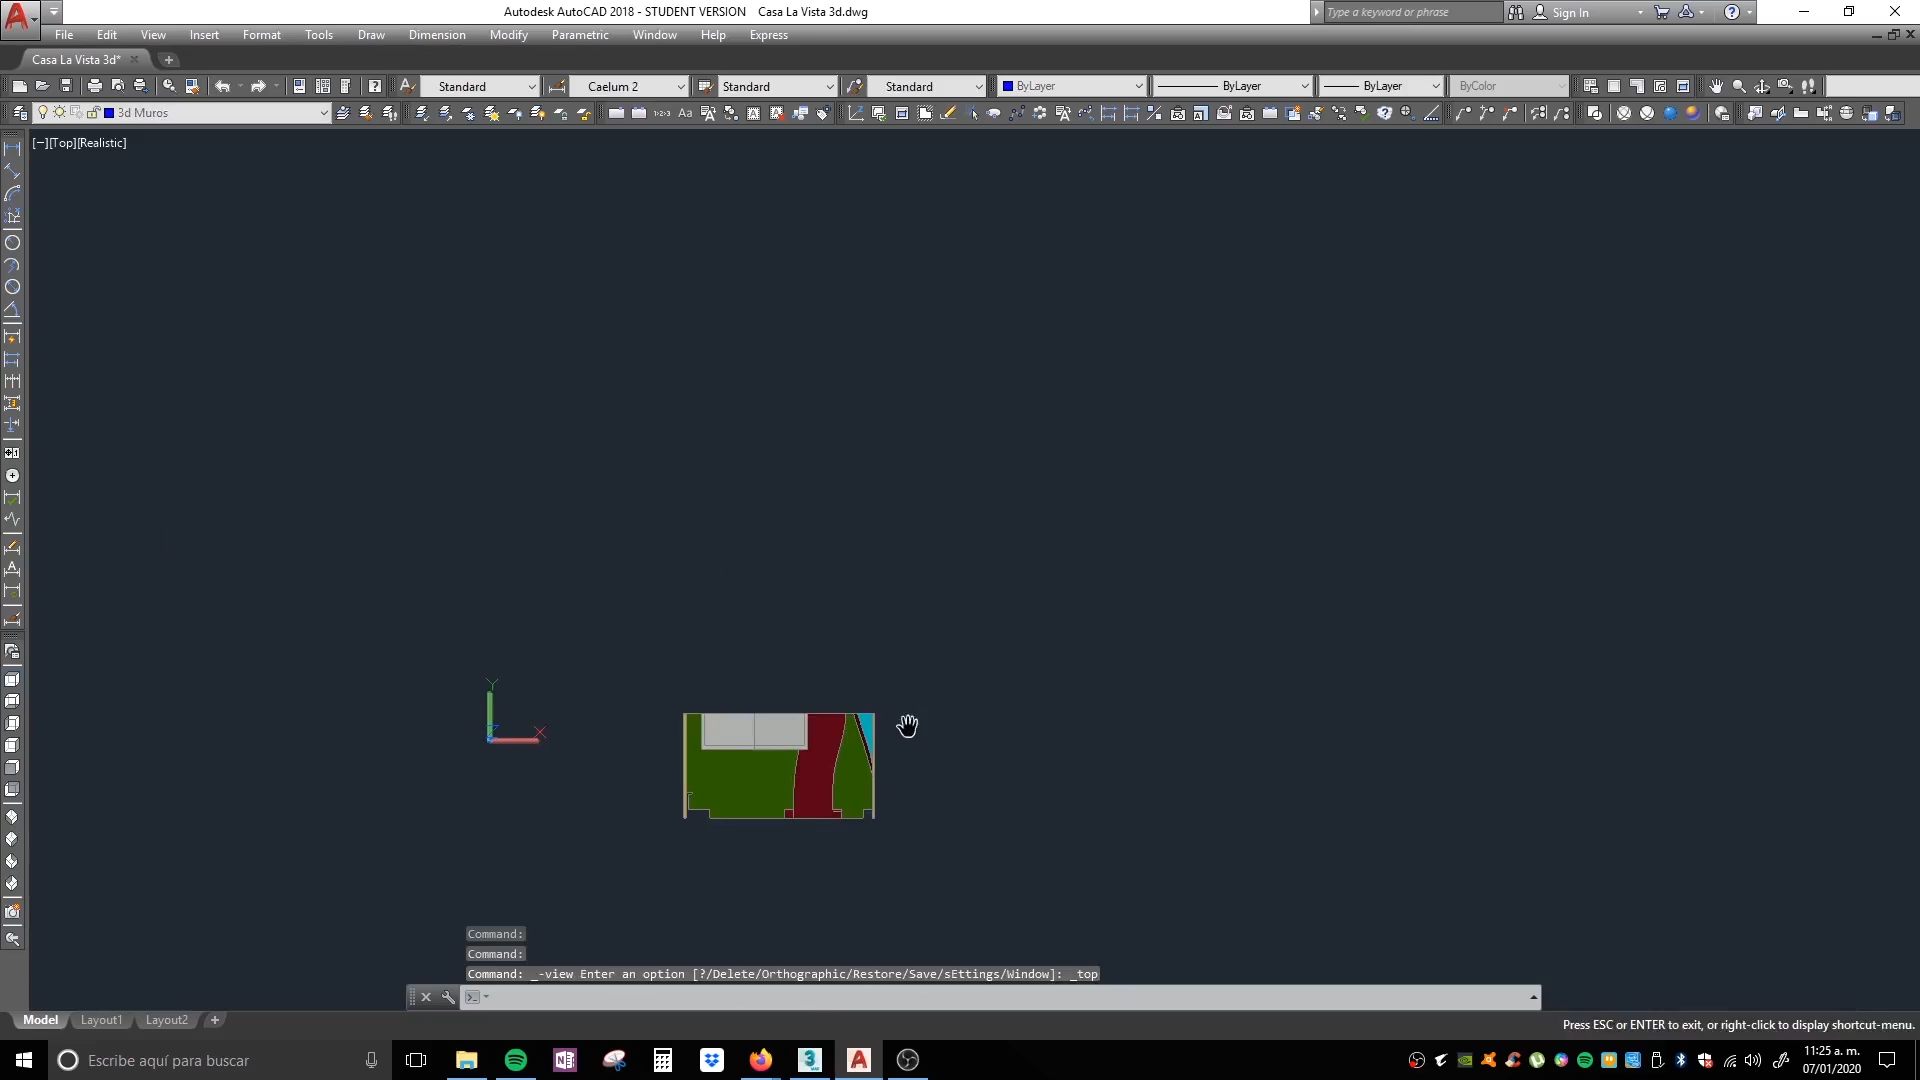 Autodesk AutoCAD 2018 - STUDENT VERSION Casa La Vista 3d.dwg
Type a keyword or phrase
Sign In
File Edit View Insert Format Tools Draw Dimension Modify Parametric Window Help Express
Casa La Vista 3d*
Standard Caelum 2 Standard Standard ByLayer ByLayer ByLayer ByColor
3d Muros
[−][Top][Realistic]
Y
X
Command:
Command:
Command: _-view Enter an option [?/Delete/Orthographic/Restore/Save/sEttings/Window]: _top
Model Layout1 Layout2
Press ESC or ENTER to exit, or right-click to display shortcut-menu.
Escribe aquí para buscar
11:25 a. m.
07/01/2020